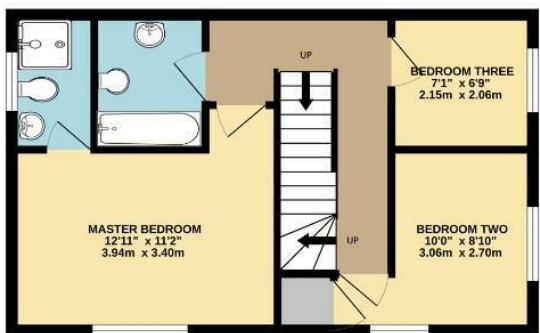 UP
BEDROOM THREE
7'1" x 6'9"
2.15m x 2.06m
MASTER BEDROOM
12'11" x 11'2"
3.94m x 3.40m
UP
BEDROOM TWO
10'0" x 8'10"
3.06m x 2.70m